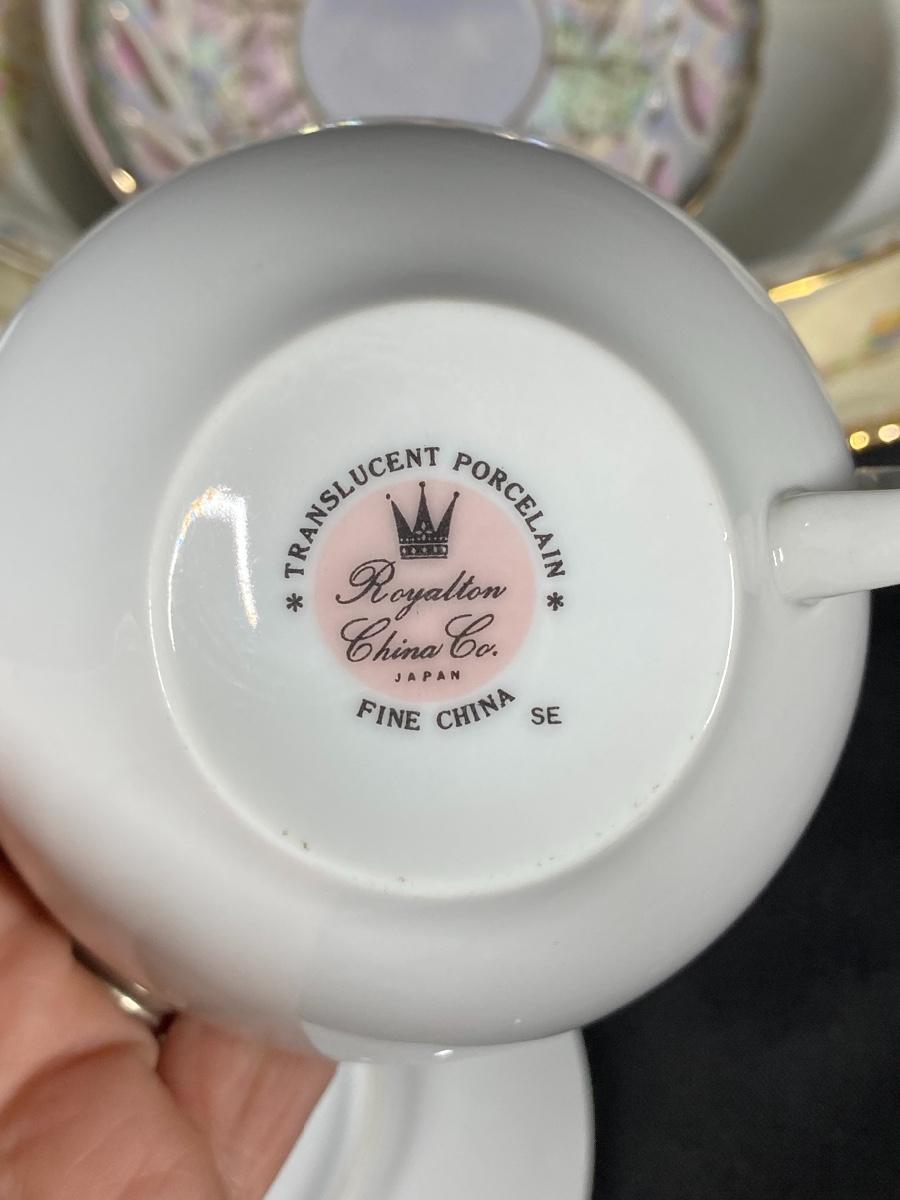 * TRANSLUCENT PORCELAIN *
Royalton
China Co.
JAPAN
FINE CHINA
SE